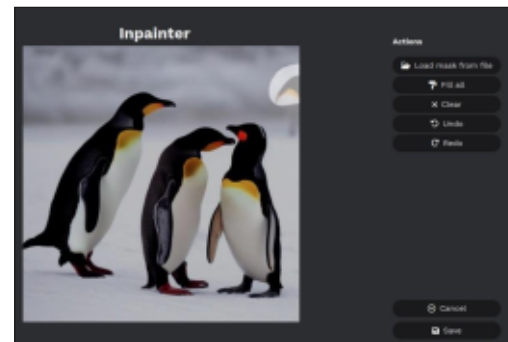 Inpainter
Actions
Load mask from file
Fill all
Clear
Undo
Redo
Cancel
Save